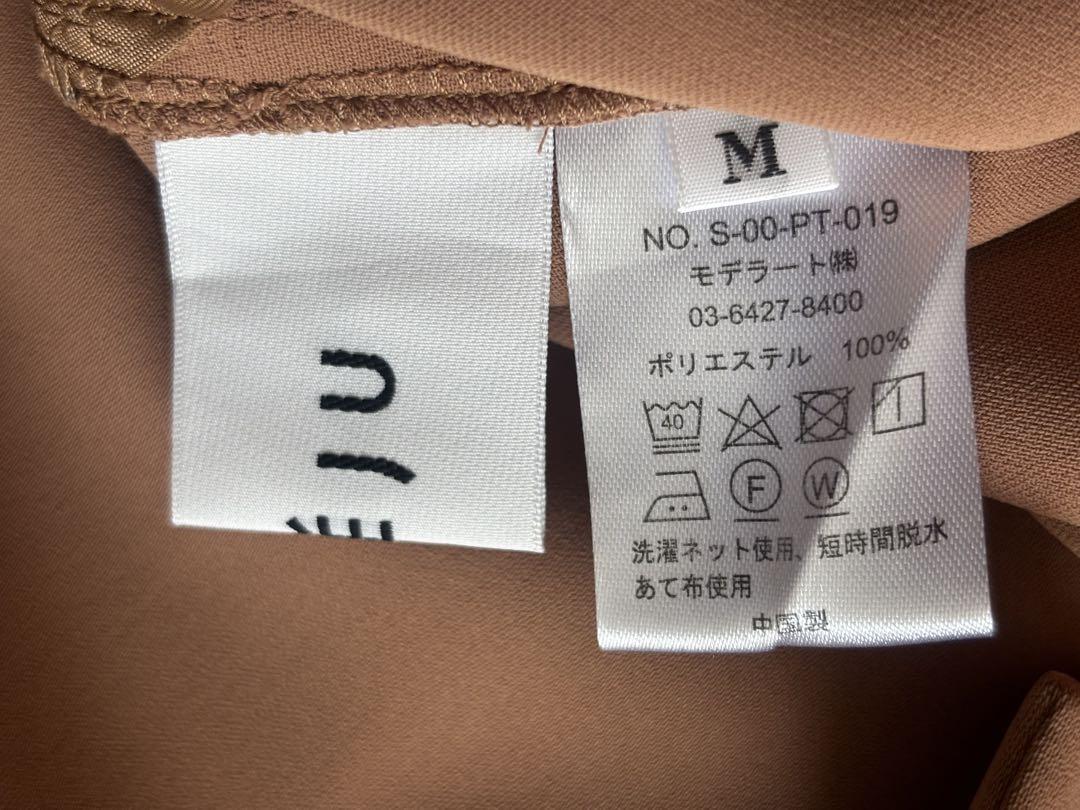 M
NO. S-00-PT-019
モデラート㈱
03-6427-8400
ポリエステル 100%
40
F W
洗濯ネット使用、短時間脱水
あて布使用
中国製